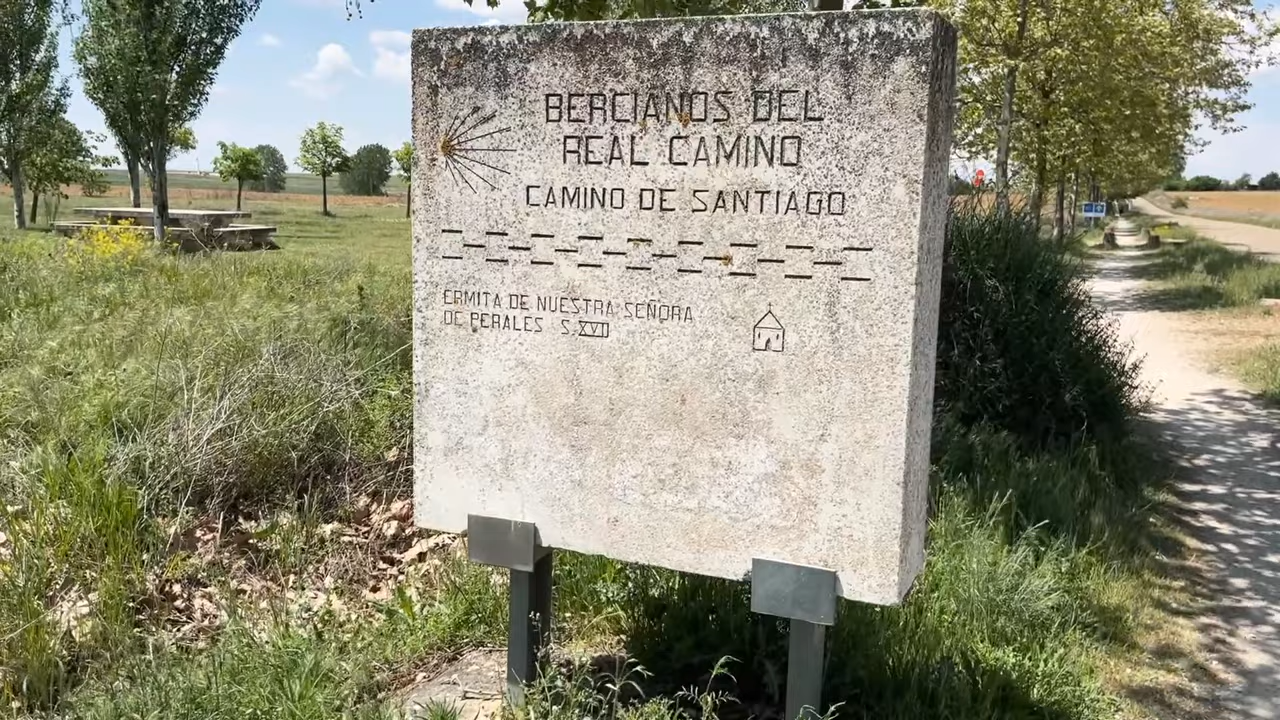 BERCIANOS DEL
REAL CAMINO
CAMINO DE SANTIAGO
ERMITA DE NUESTRA SEÑORA
DE PERALES S.XVII